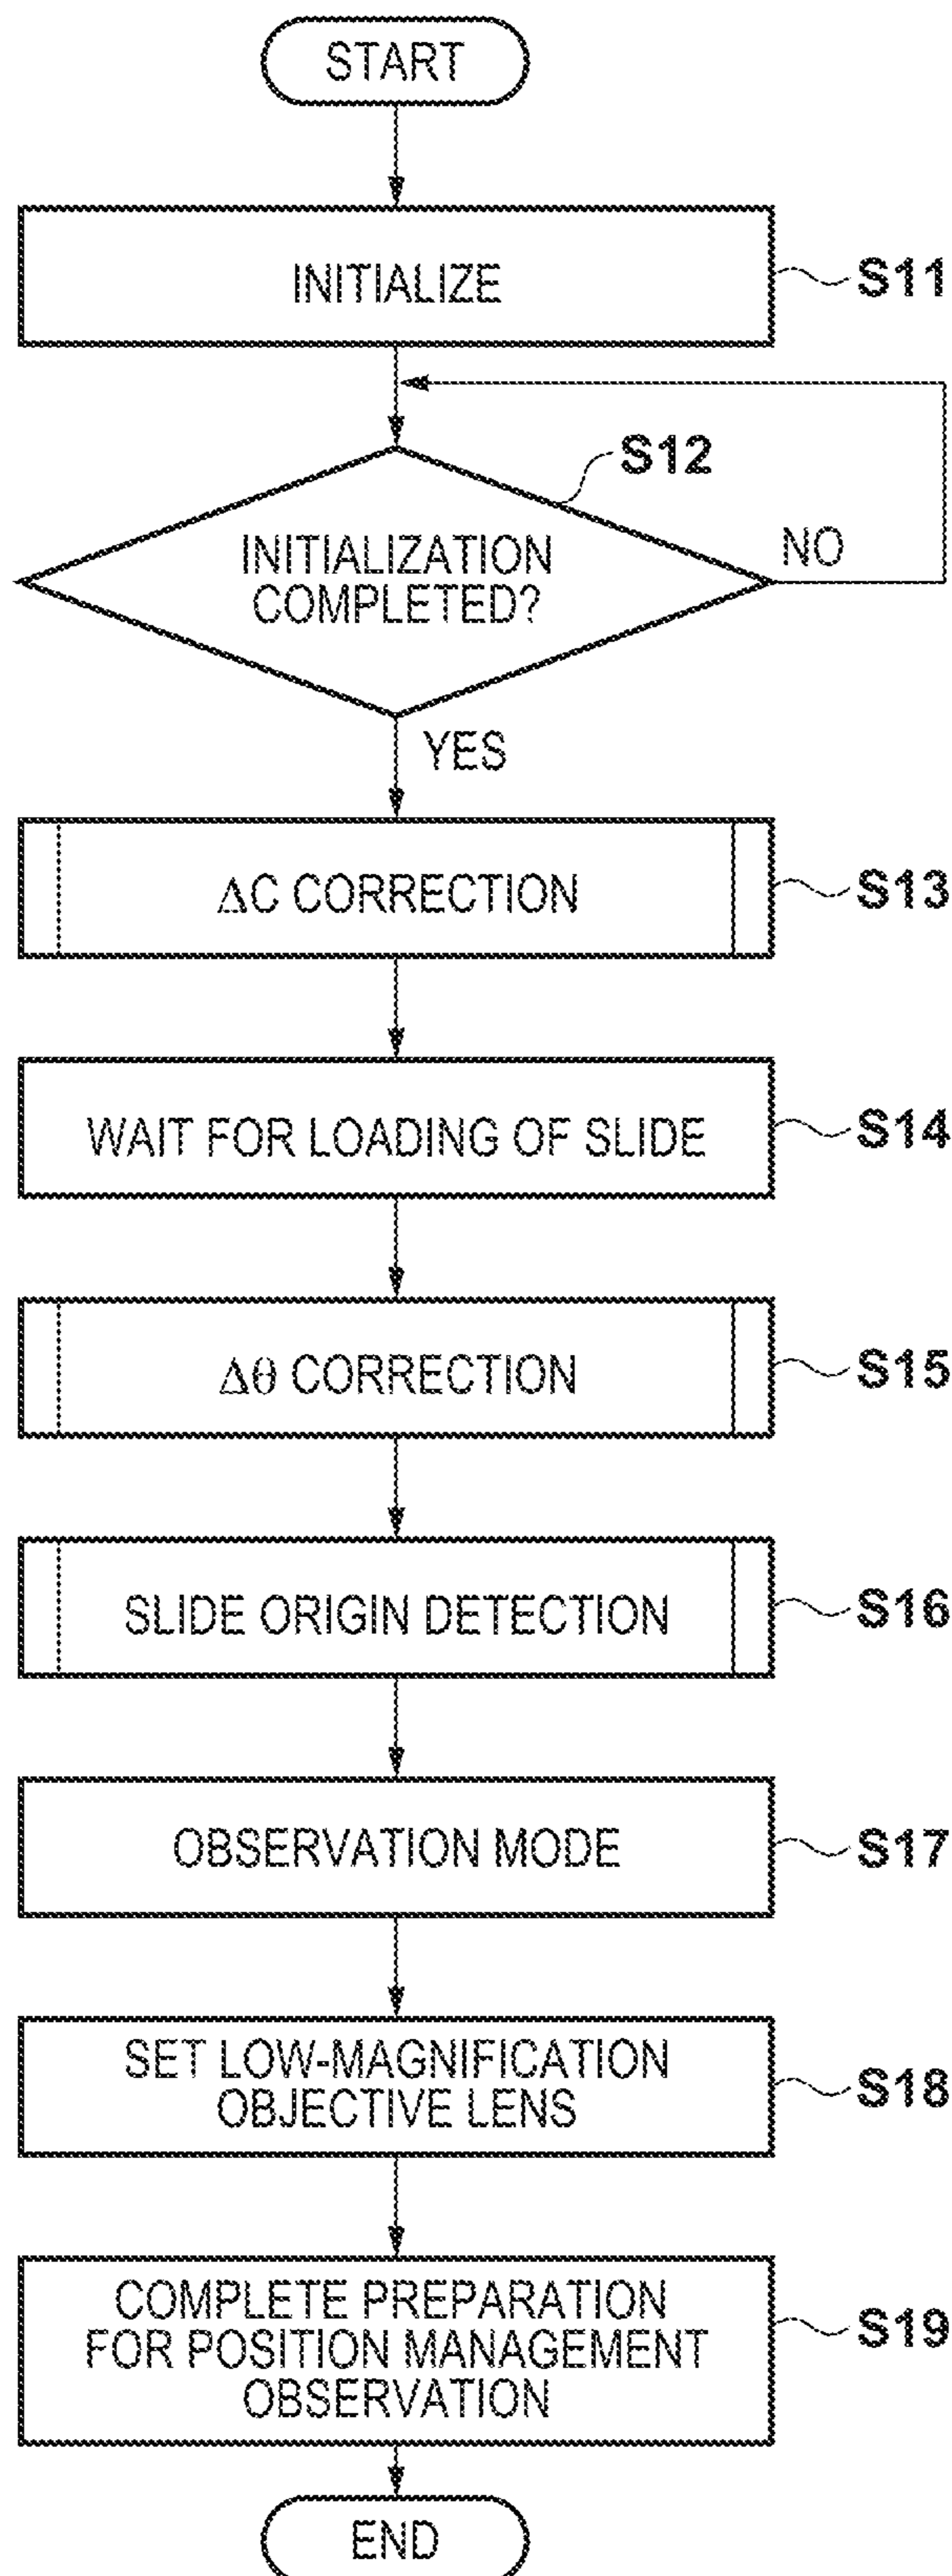 START
INITIALIZE
S11
S12
INITIALIZATION
COMPLETED?
NO
YES
ΔC CORRECTION
S13
WAIT FOR LOADING OF SLIDE
S14
Δθ CORRECTION
S15
SLIDE ORIGIN DETECTION
S16
OBSERVATION MODE
S17
SET LOW-MAGNIFICATION
OBJECTIVE LENS
S18
COMPLETE PREPARATION
FOR POSITION MANAGEMENT
OBSERVATION
S19
END